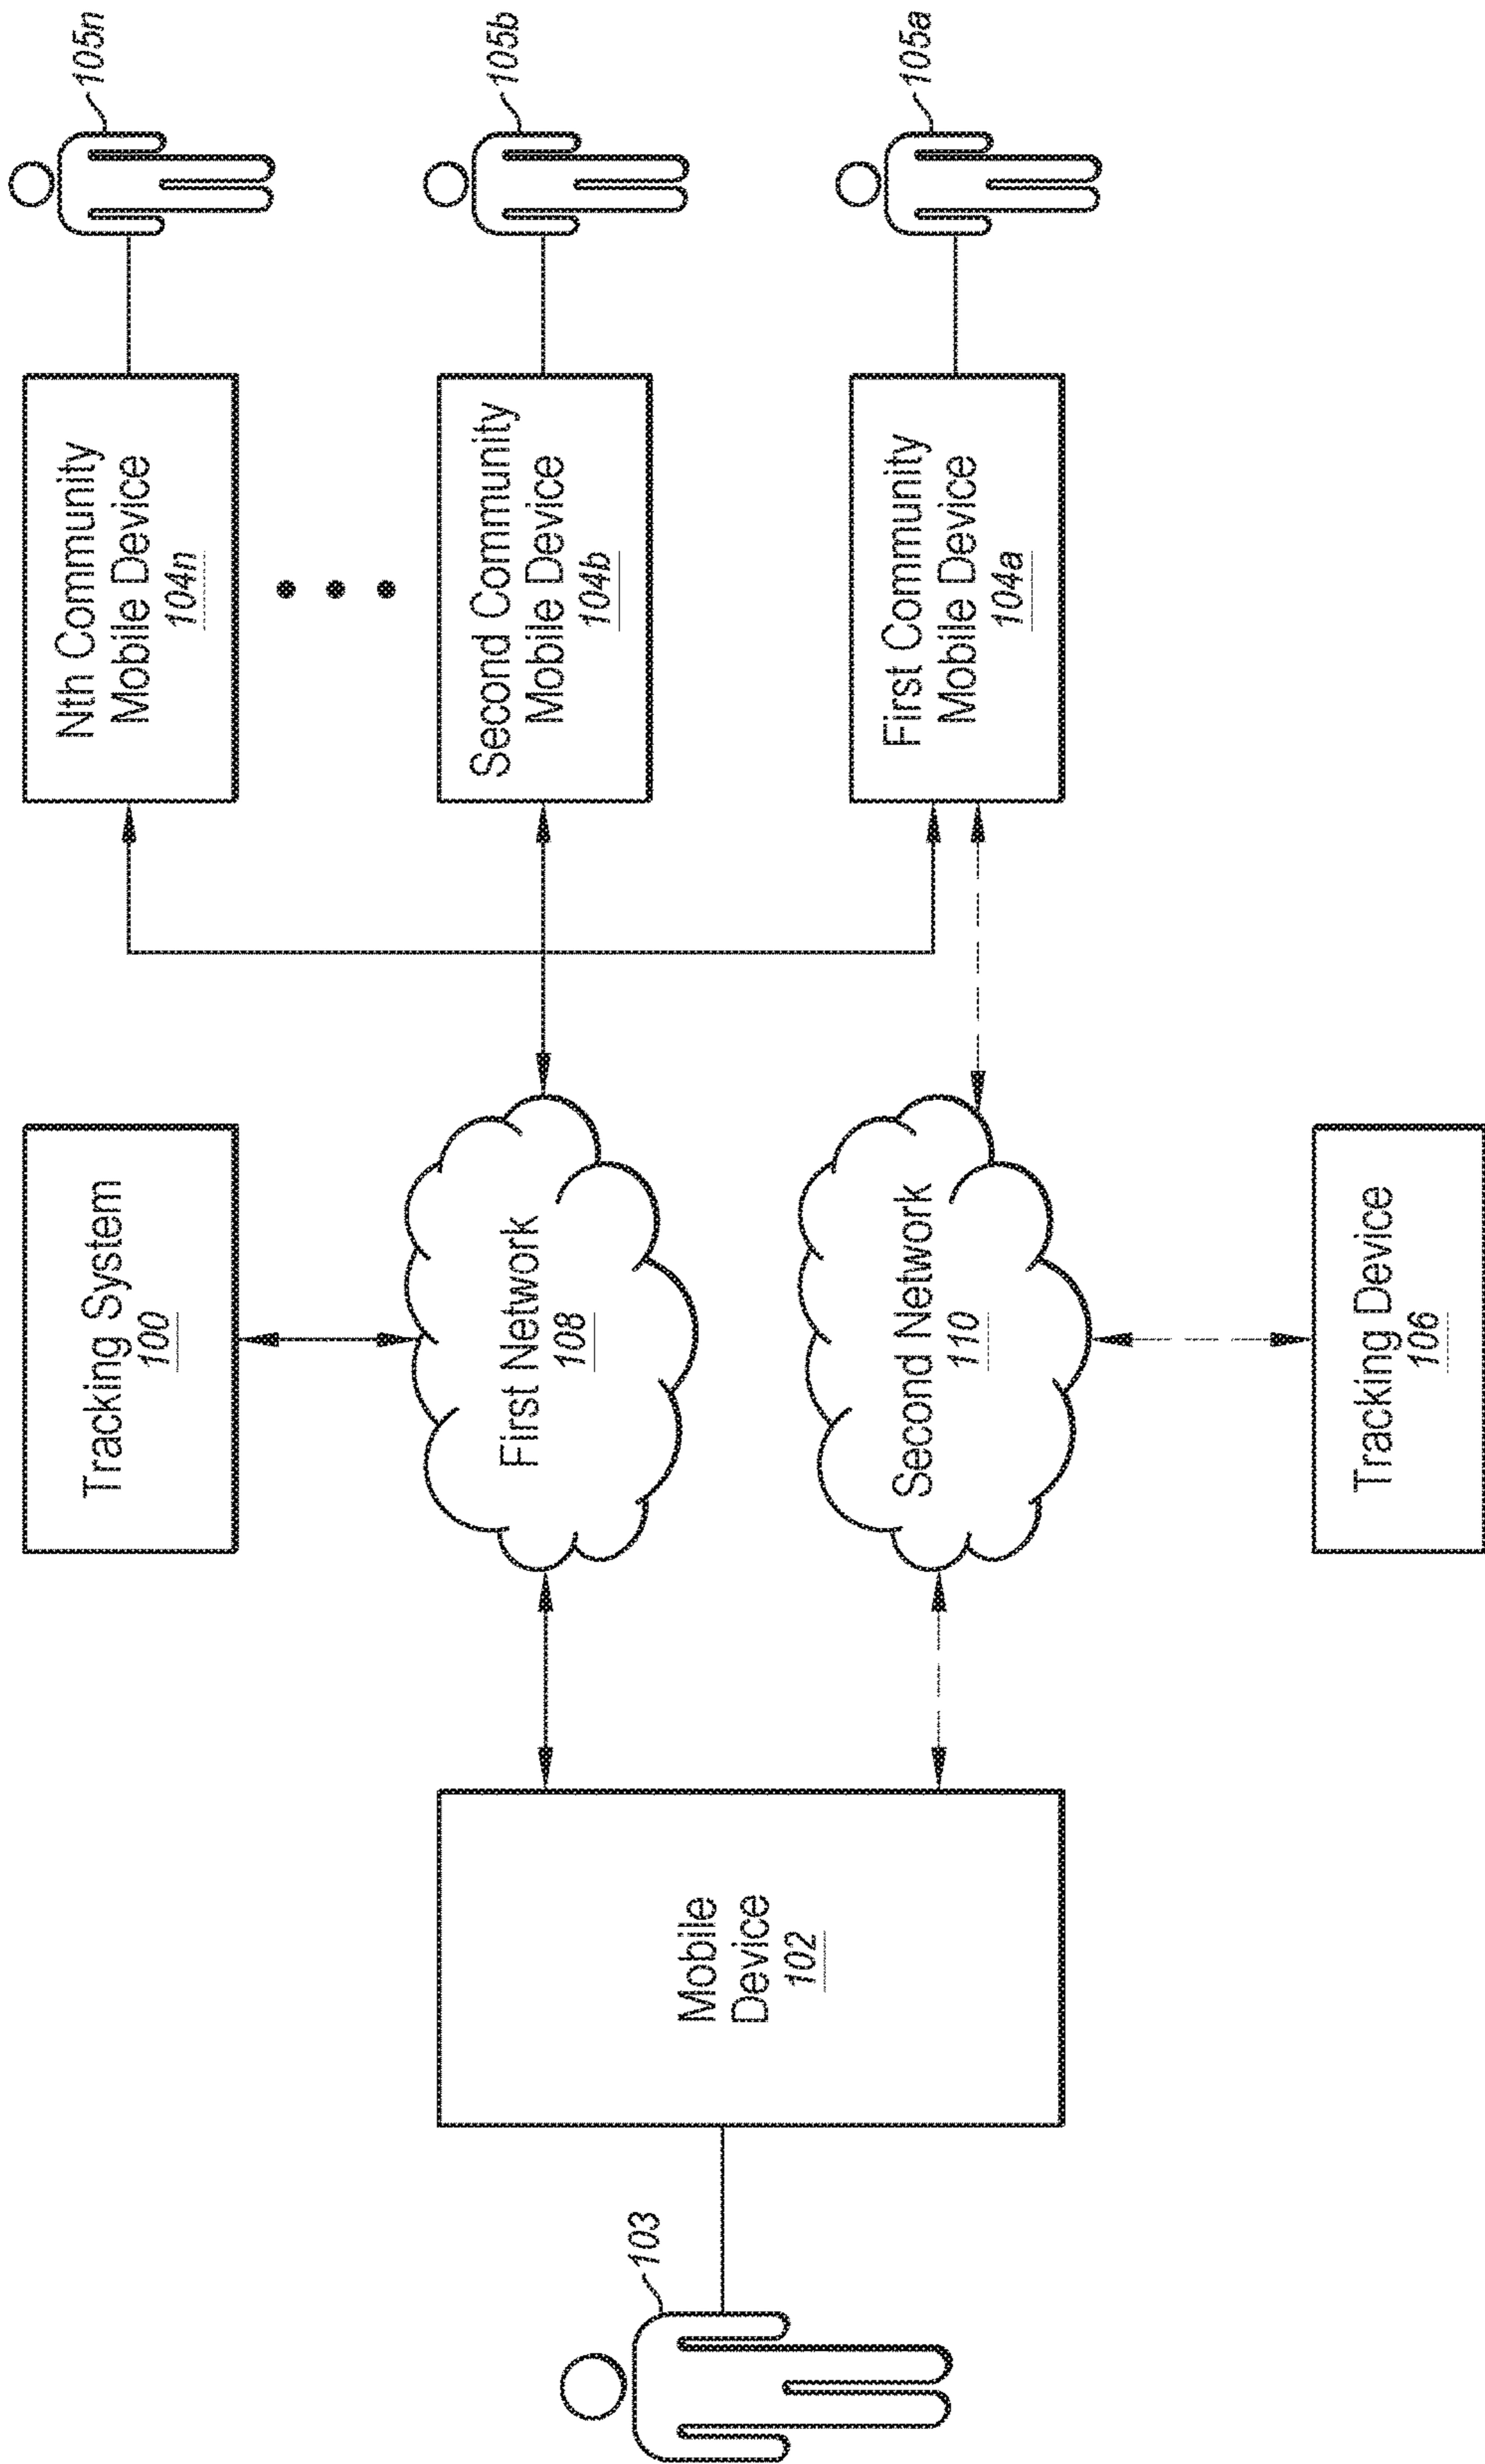 Tracking System
100
Nth Community
Mobile Device
104n
105n
103
Mobile
Device
102
First Network
108
Second Community
Mobile Device
104b
105b
Second Network
110
First Community
Mobile Device
104a
105a
Tracking Device
106